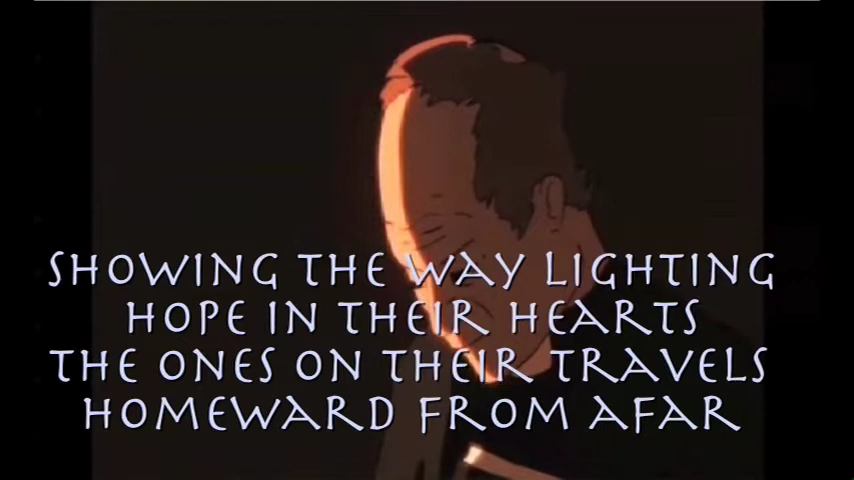 SHOWING THE WAY LIGHTING
HOPE IN THEIR HEARTS
THE ONES ON THEIR TRAVELS
HOMEWARD FROM AFAR